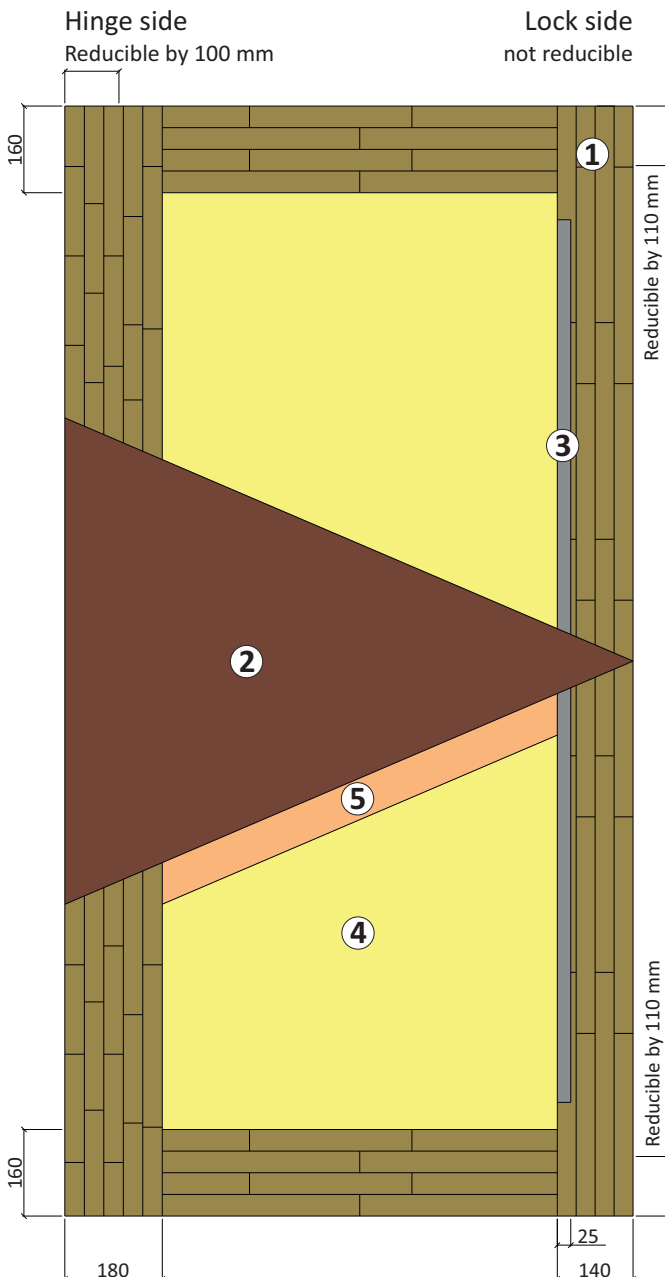 Hinge side
Reducible by 100 mm
Lock side
not reducible
160
1
Reducible by 110 mm
3
2
5
4
Reducible by 110 mm
160
25
180
140